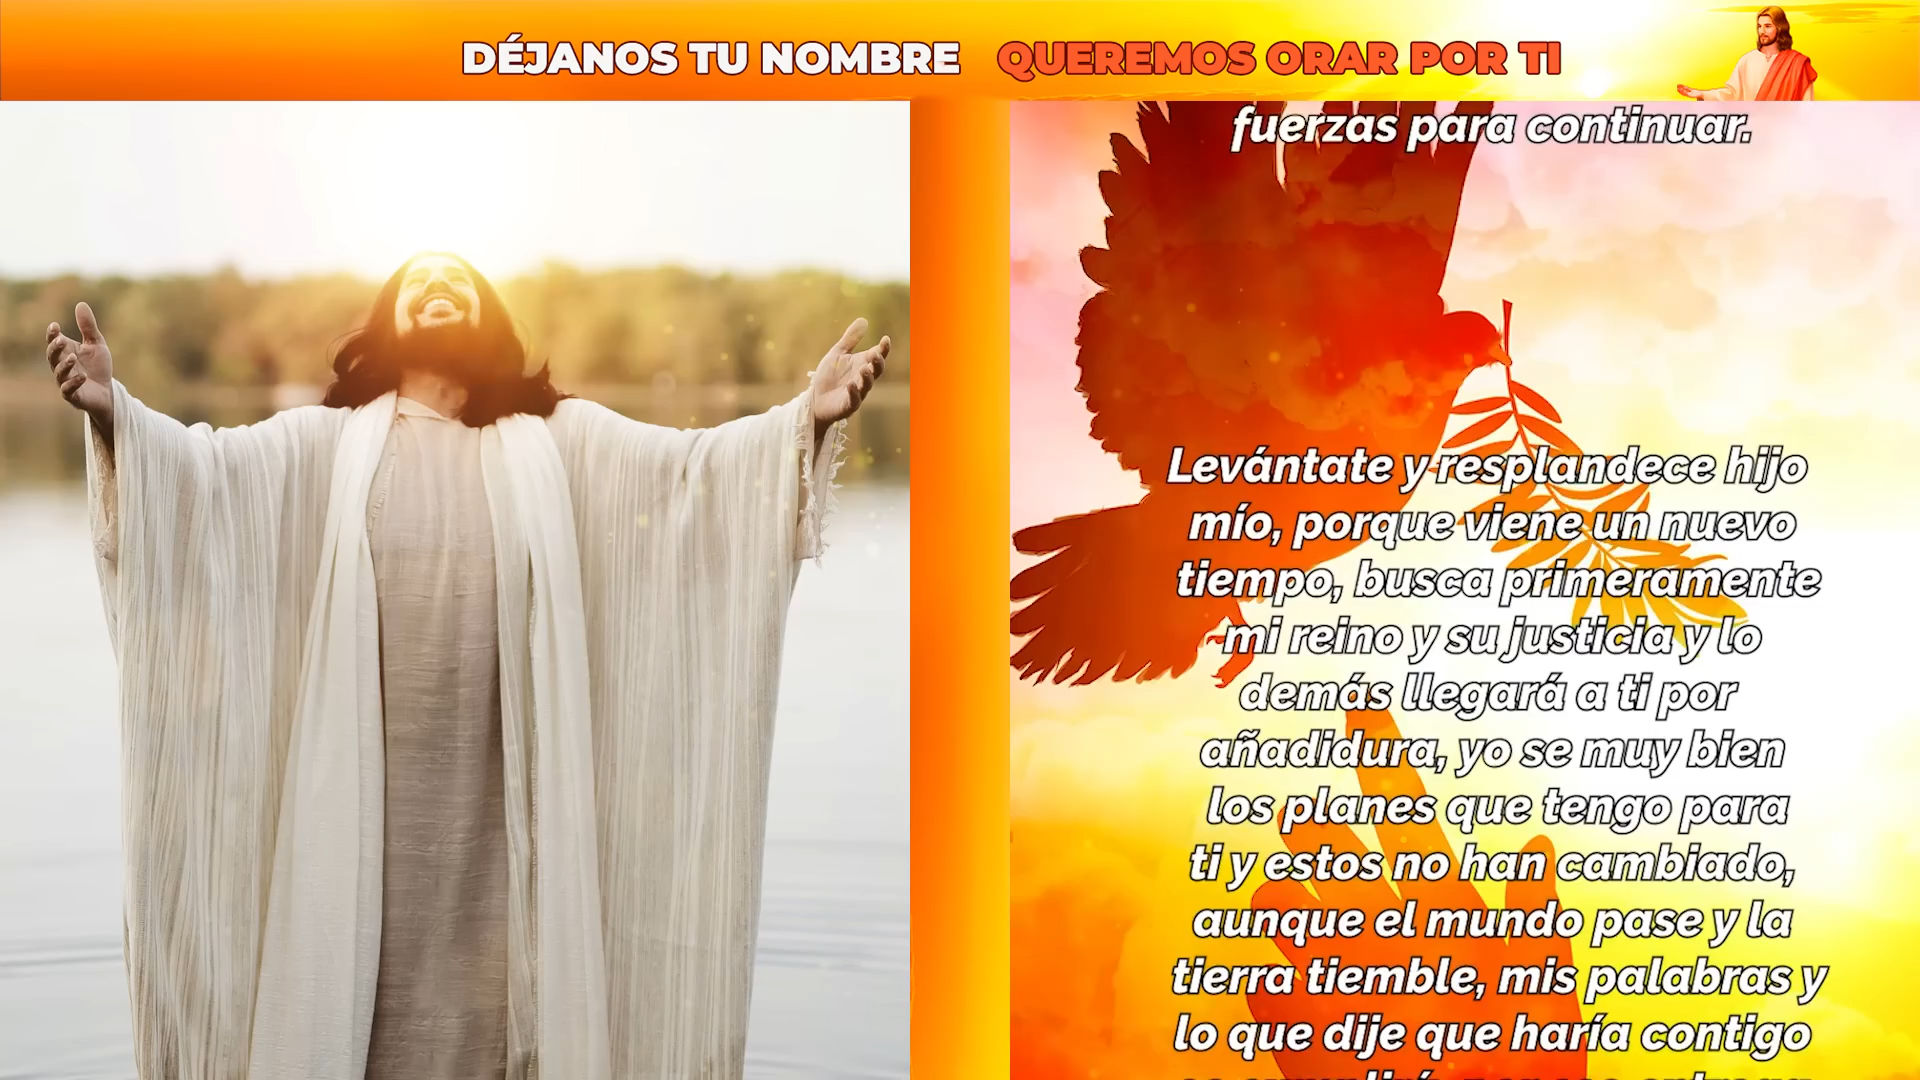 DÉJANOS TU NOMBRE QUEREMOS ORAR POR TI
fuerzas para continuar.
Levántate y resplandece hijo
mío, porque viene un nuevo
tiempo, busca primeramente
mi reino y su justicia y lo
demás llegará a ti por
añadidura, yo se muy bien
los planes que tengo para
ti y estos no han cambiado,
aunque el mundo pase y la
tierra tiemble, mis palabras y
lo que dije que haría contigo